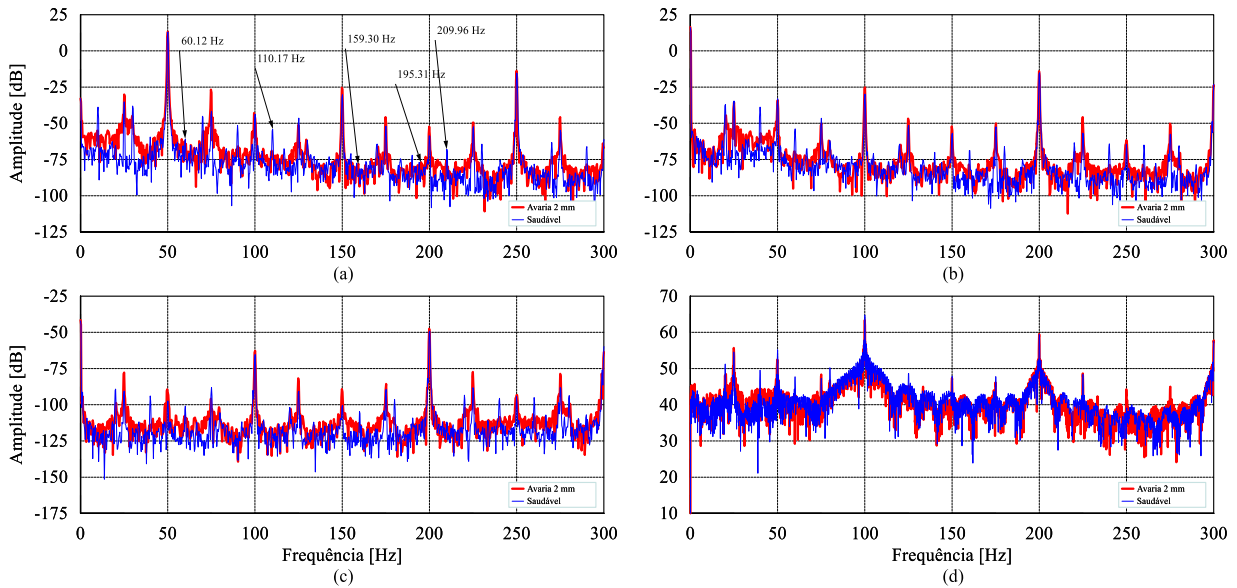 25
0
-25
-50
-75
-100
-125
Amplitude [dB]
60.12 Hz
110.17 Hz
159.30 Hz
195.31 Hz
209.96 Hz
Avaria 2 mm
Saudável
0 50 100 150 200 250 300
(a)
25
0
-25
-50
-75
-100
-125
Avaria 2 mm
Saudável
0 50 100 150 200 250 300
(b)
-25
-50
-75
-100
-125
-150
-175
Amplitude [dB]
Avaria 2 mm
Saudável
0 50 100 150 200 250 300
Frequência [Hz]
(c)
70
60
50
40
30
20
10
Avaria 2 mm
Saudável
0 50 100 150 200 250 300
Frequência [Hz]
(d)